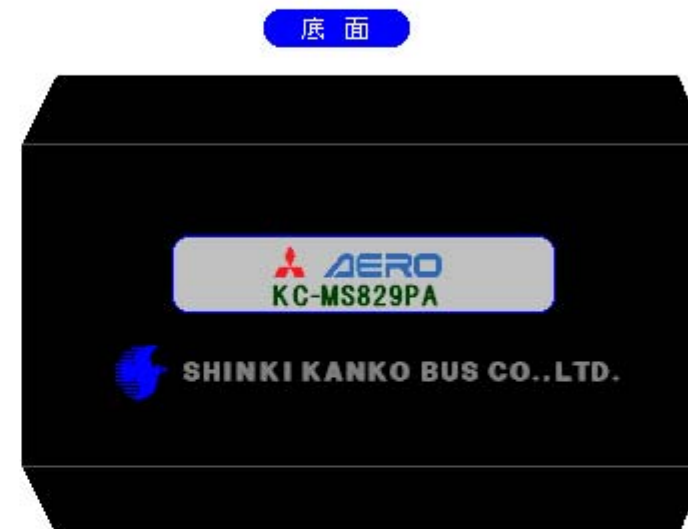 底 面
AERO
KC-MS829PA
SHINKI KANKO BUS CO..LTD.